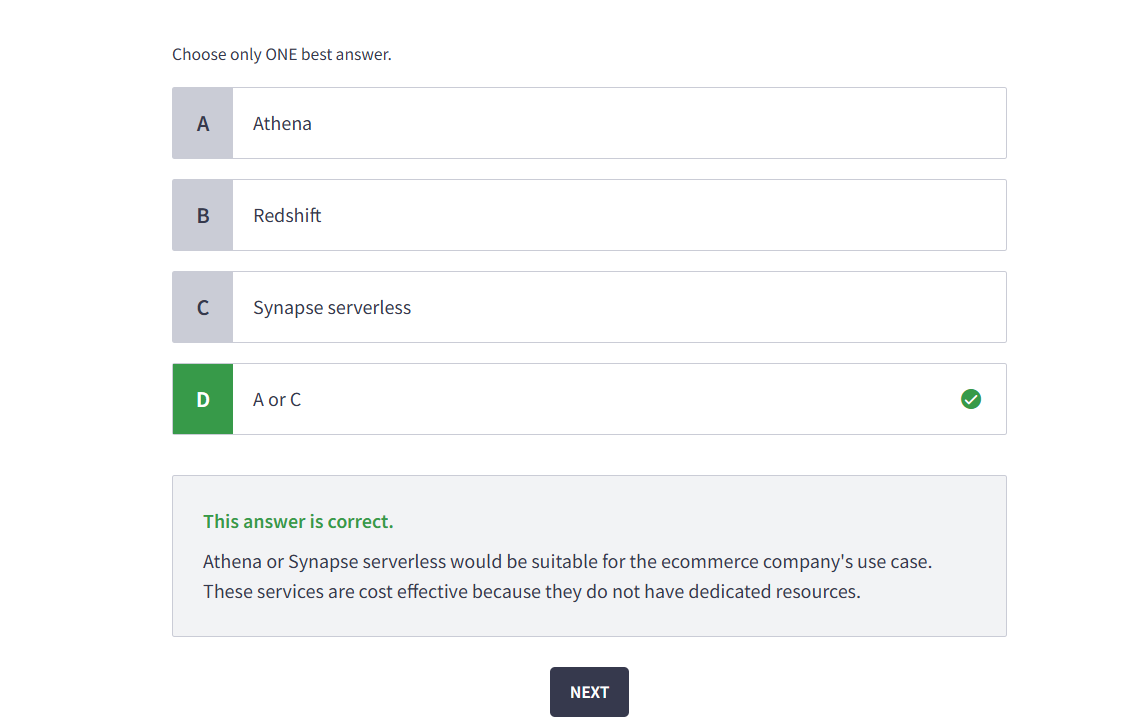 Choose only ONE best answer.
A
Athena
B
Redshift
C
Synapse serverless
D
A or C
This answer is correct.
Athena or Synapse serverless would be suitable for the ecommerce company's use case.
These services are cost effective because they do not have dedicated resources.
NEXT